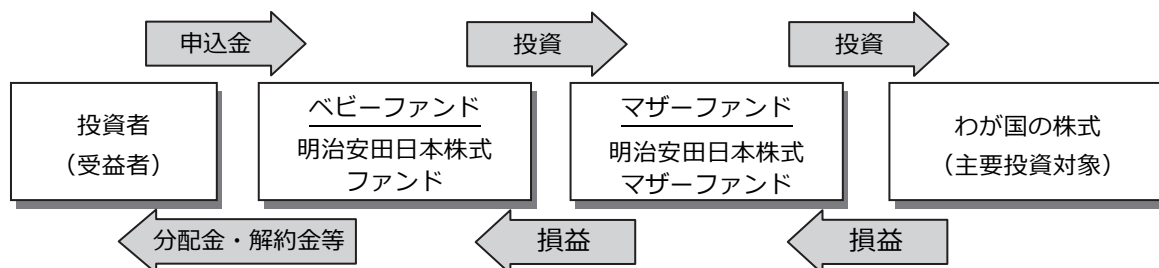 申込金
投資
投資
投資者
（受益者）
ベビーファンド
明治安田日本株式
ファンド
マザーファンド
明治安田日本株式
マザーファンド
わが国の株式
（主要投資対象）
分配金・解約金等
損益
損益